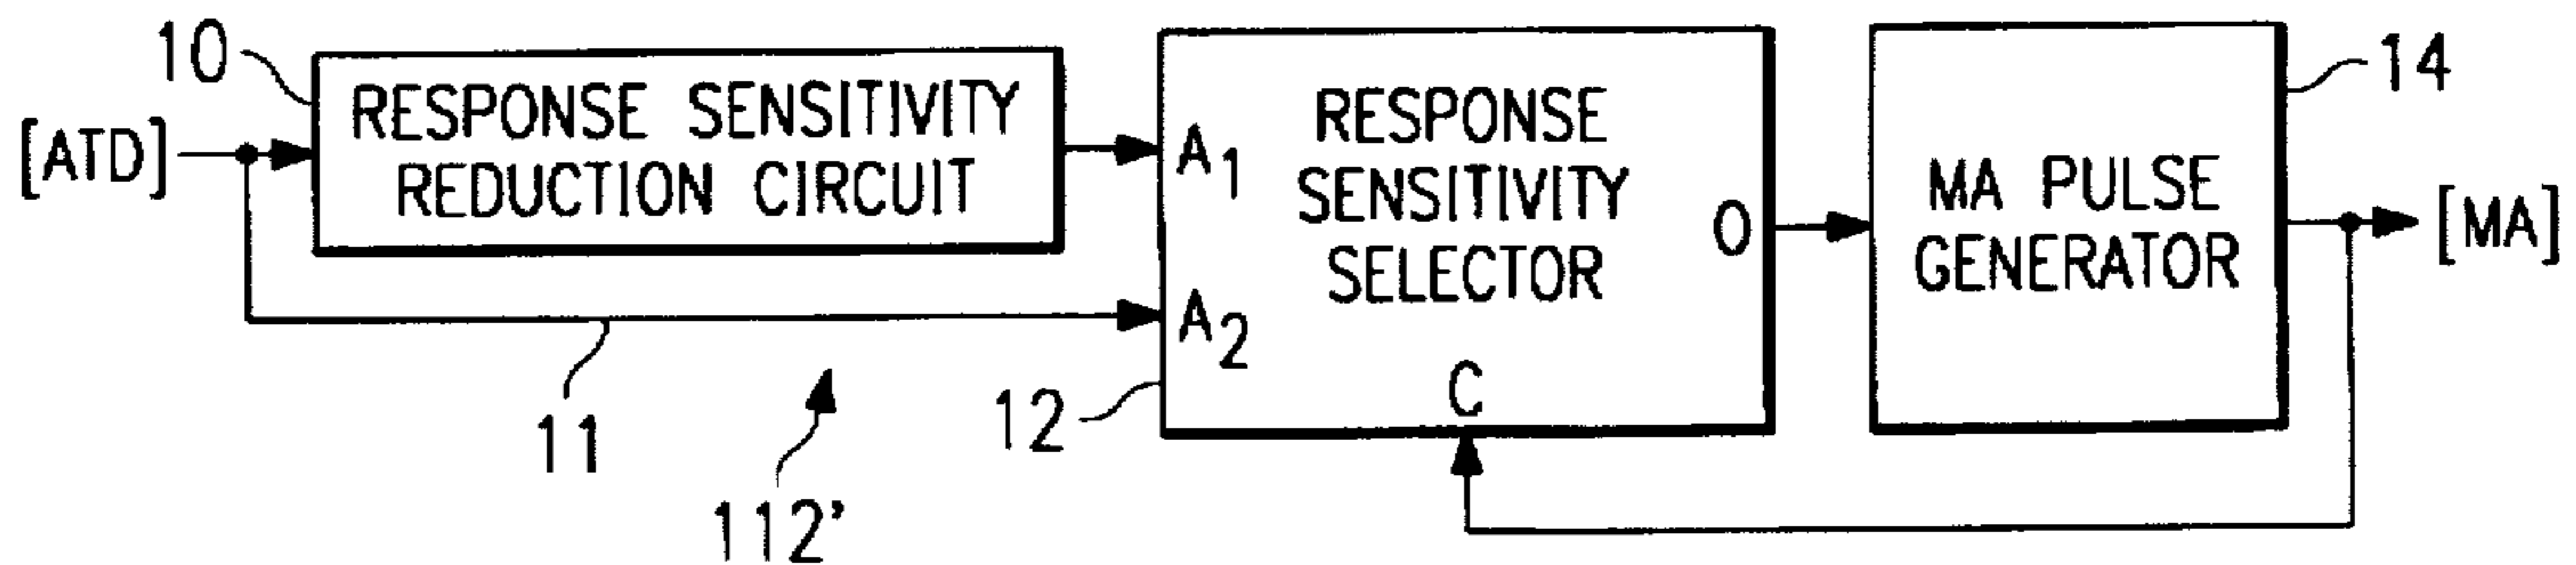 10
[ATD]
RESPONSE SENSITIVITY
REDUCTION CIRCUIT
A1
A2
RESPONSE
SENSITIVITY
SELECTOR
O
C
MA PULSE
GENERATOR
14
[MA]
11
12
112'